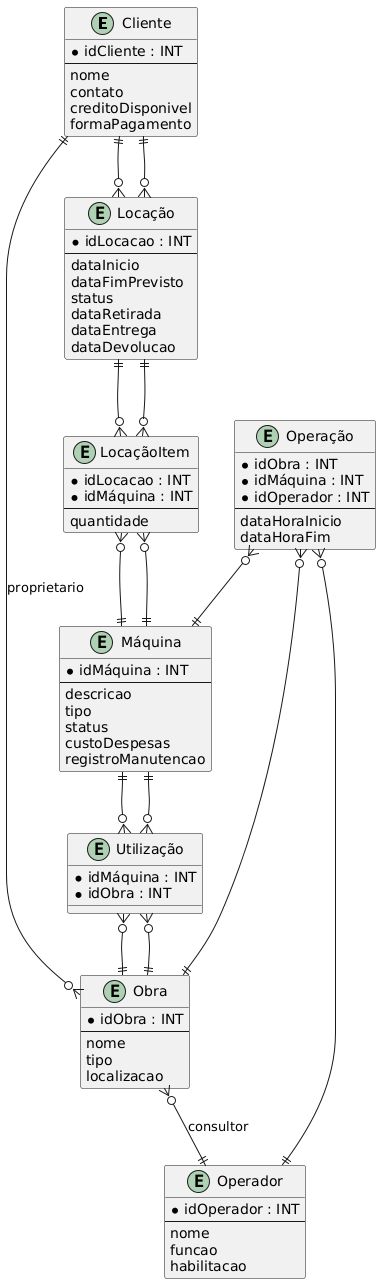 E Cliente
* idCliente : INT
nome
contato
creditoDisponivel
formaPagamento
E Locação
* idLocacao : INT
dataInicio
dataFimPrevisto
status
dataRetirada
dataEntrega
dataDevolucao
E LocaçãoItem
* idLocacao : INT
* idMáquina : INT
quantidade
E Operação
* idObra : INT
* idMáquina : INT
* idOperador : INT
dataHoraInicio
dataHoraFim
proprietario
E Máquina
* idMáquina : INT
descricao
tipo
status
custoDespesas
registroManutencao
E Utilização
* idMáquina : INT
* idObra : INT
E Obra
* idObra : INT
nome
tipo
localizacao
consultor
E Operador
* idOperador : INT
nome
funcao
habilitacao